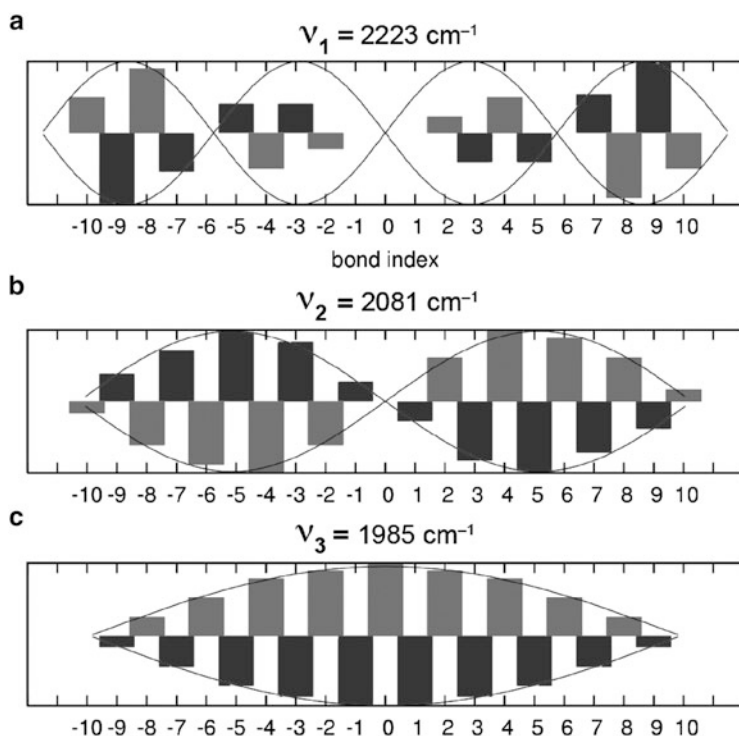 a
ν1 = 2223 cm–1
-10 -9 -8 -7 -6 -5 -4 -3 -2 -1 0 1 2 3 4 5 6 7 8 9 10
bond index
b
ν2 = 2081 cm–1
-10 -9 -8 -7 -6 -5 -4 -3 -2 -1 0 1 2 3 4 5 6 7 8 9 10
c
ν3 = 1985 cm–1
-10 -9 -8 -7 -6 -5 -4 -3 -2 -1 0 1 2 3 4 5 6 7 8 9 10